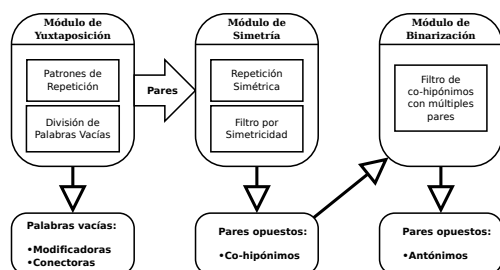 Módulo de
Yuxtaposición
Patrones de
Repetición
División de
Palabras Vacías
Pares
Módulo de
Simetría
Repetición
Simétrica
Filtro por
Simetricidad
Módulo de
Binarización
Filtro de
co-hipónimos
con múltiples
pares
Palabras vacías:
•Modificadoras
•Conectoras
Pares opuestos:
•Co-hipónimos
Pares opuestos:
•Antónimos